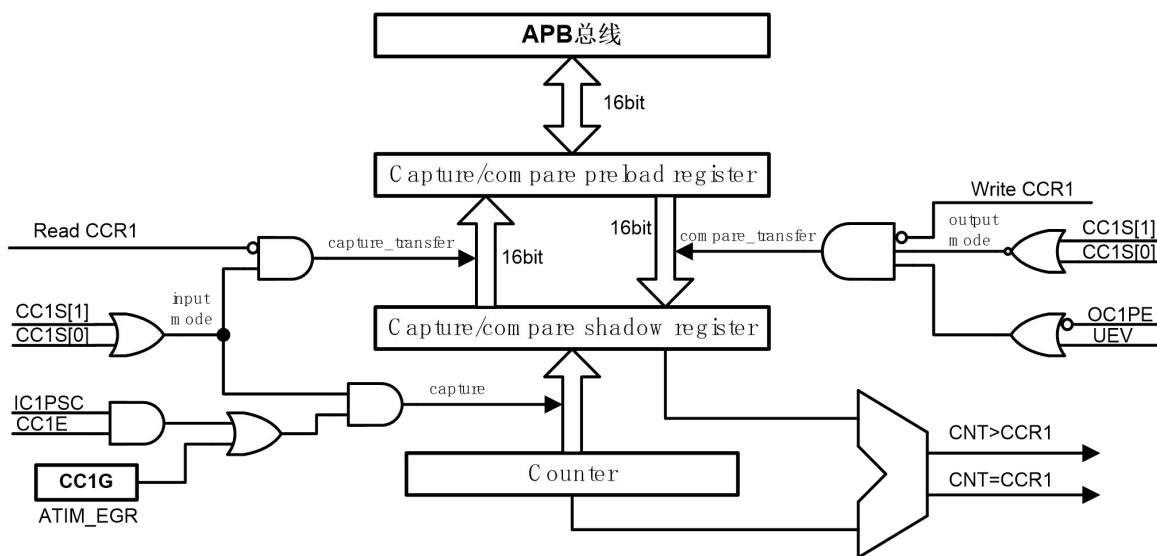 APB总线
16bit
Capture/compare preload register
Write CCR1
Read CCR1
capture_transfer
16bit
16bit
compare_transfer
output
mode
CC1S[1]
CC1S[0]
CC1S[1]
CC1S[0]
input
mode
Capture/compare shadow register
OC1PE
UEV
IC1PSC
CC1E
capture
CC1G
ATIM_EGR
Counter
CNT>CCR1
CNT=CCR1